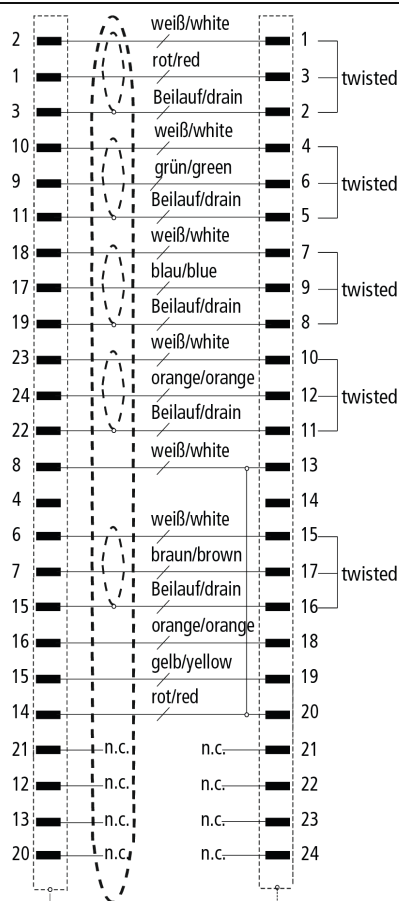 2 weiß/white 1
1 rot/red 3 twisted
3 Beilauf/drain 2
10 weiß/white 4
9 grün/green 6 twisted
11 Beilauf/drain 5
18 weiß/white 7
17 blau/blue 9 twisted
19 Beilauf/drain 8
23 weiß/white 10
24 orange/orange 12 twisted
22 Beilauf/drain 11
8 weiß/white 13
4 14
6 weiß/white 15
7 braun/brown 17 twisted
15 Beilauf/drain 16
16 orange/orange 18
15 gelb/yellow 19
14 rot/red 20
21 n.c. n.c. 21
12 n.c. n.c. 22
13 n.c. n.c. 23
20 n.c. n.c. 24